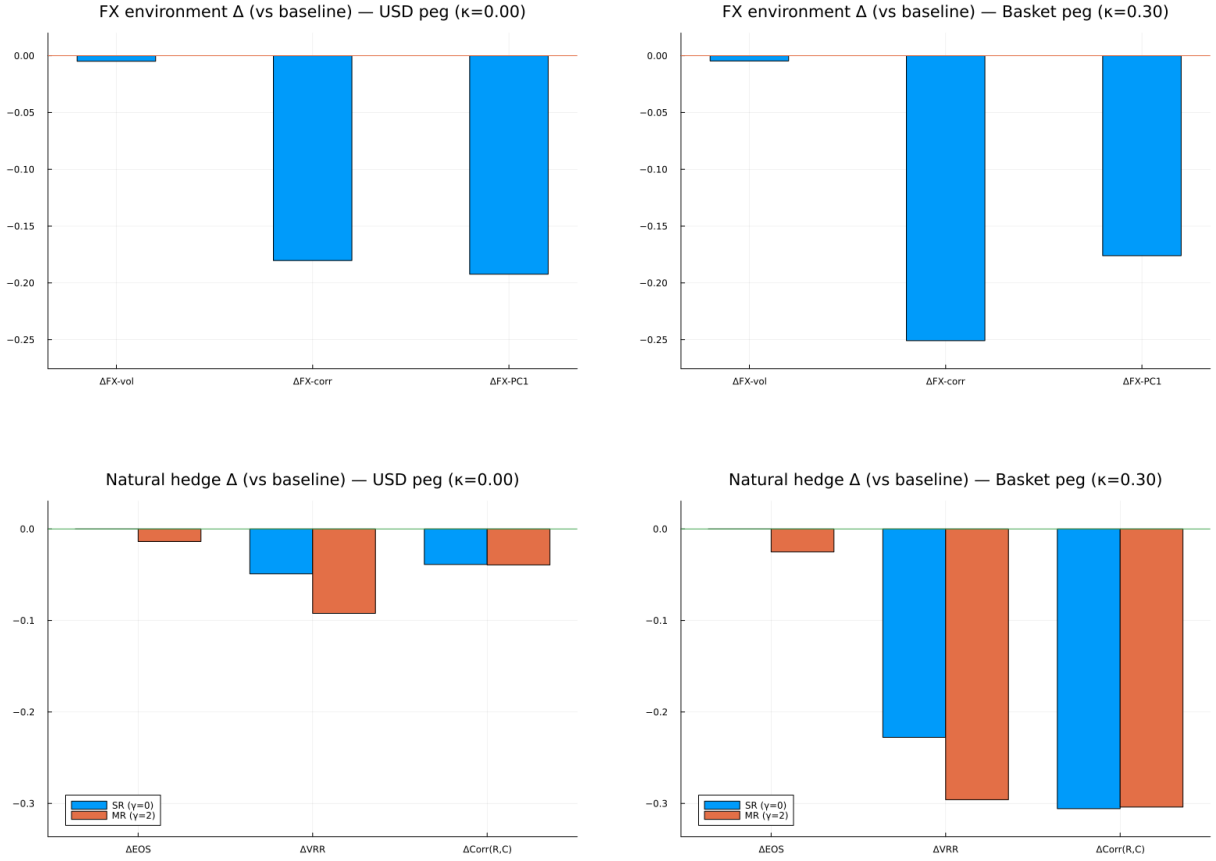 FX environment Δ (vs baseline) — USD peg (κ=0.00)
0.00
−0.05
−0.10
−0.15
−0.20
−0.25
ΔFX-vol ΔFX-corr ΔFX-PC1
FX environment Δ (vs baseline) — Basket peg (κ=0.30)
0.00
−0.05
−0.10
−0.15
−0.20
−0.25
ΔFX-vol ΔFX-corr ΔFX-PC1
Natural hedge Δ (vs baseline) — USD peg (κ=0.00)
0.0
−0.1
−0.2
−0.3
SR (γ=0)
MR (γ=2)
ΔEOS ΔVRR ΔCorr(R,C)
Natural hedge Δ (vs baseline) — Basket peg (κ=0.30)
0.0
−0.1
−0.2
−0.3
SR (γ=0)
MR (γ=2)
ΔEOS ΔVRR ΔCorr(R,C)